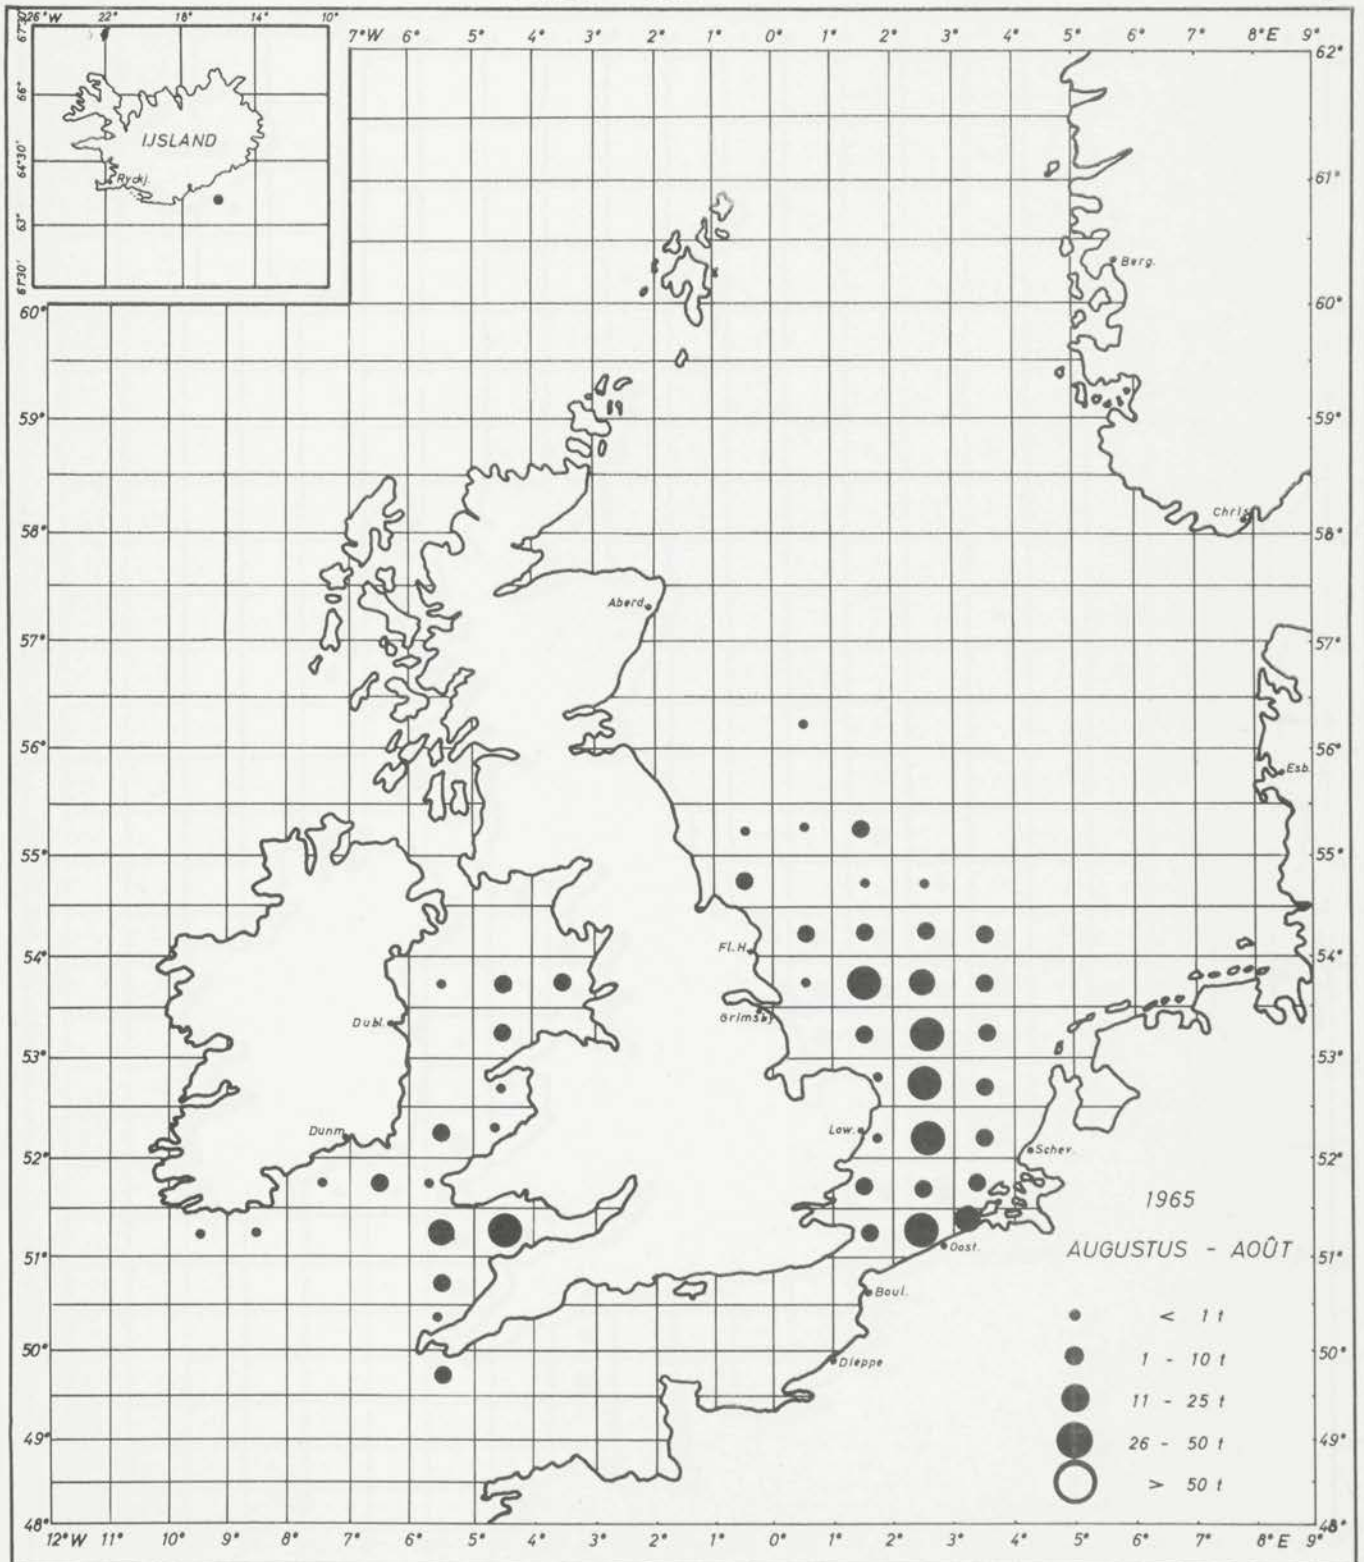 26°W 22° 18° 14° 10°
67°30'
66°
64°30'
63°
61°30'
IJSLAND
Ryckj.
7°W 6° 5° 4° 3° 2° 1° 0° 1° 2° 3° 4° 5° 6° 7° 8°E 9°
62°
61°
60° 60°
59° 59°
58° 58°
57° 57°
56° 56°
55° 55°
54° 54°
53° 53°
52° 52°
51° 51°
50° 50°
49° 49°
48° 48°
Berg.
Chris.
Aberd.
Esb.
Fl.H.
Grimsby
Dubl.
Dunm.
Low.
Schev.
Oost.
Boul.
Dieppe
1965
AUGUSTUS - AOÛT
< 1 t
1 - 10 t
11 - 25 t
26 - 50 t
> 50 t
12°W 11° 10° 9° 8° 7° 6° 5° 4° 3° 2° 1° 0° 1° 2° 3° 4° 5° 6° 7° 8°E 9°